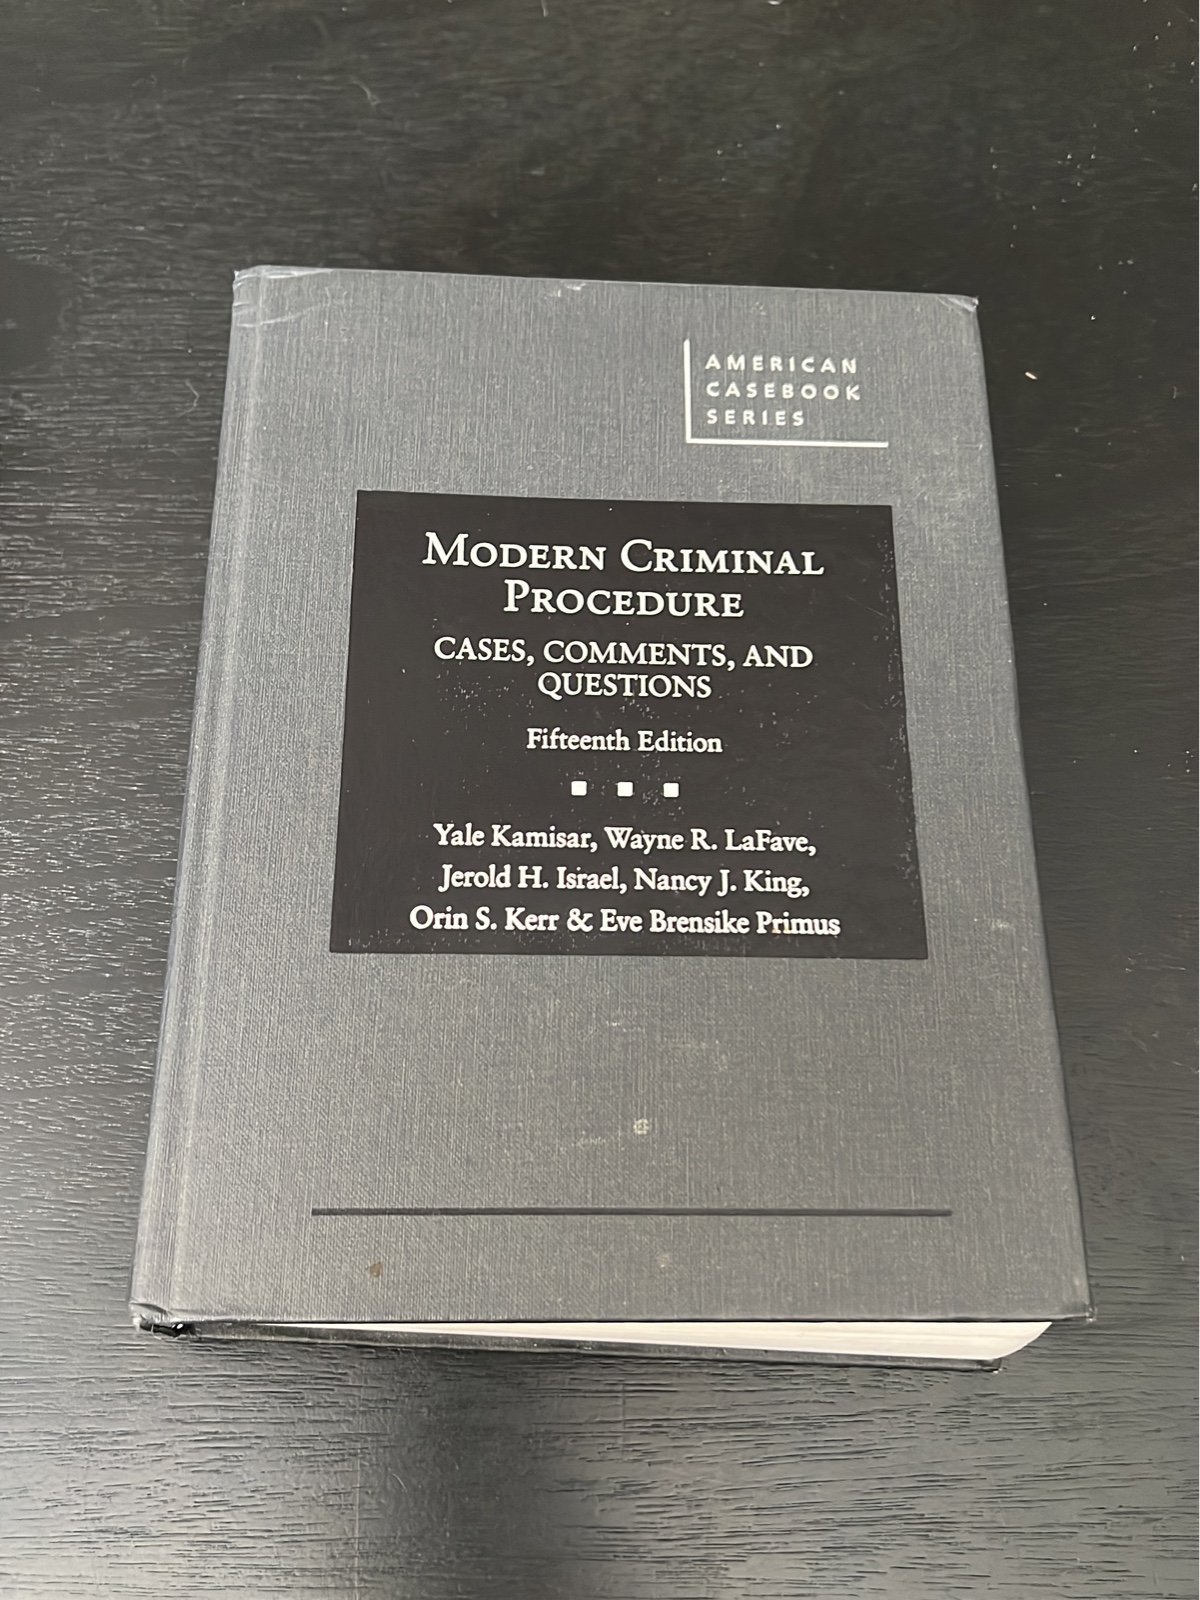 AMERICAN
CASEBOOK
SERIES
MODERN CRIMINAL
PROCEDURE
CASES, COMMENTS, AND
QUESTIONS
Fifteenth Edition
Yale Kamisar, Wayne R. LaFave,
Jerold H. Israel, Nancy J. King,
Orin S. Kerr & Eve Brensike Primus